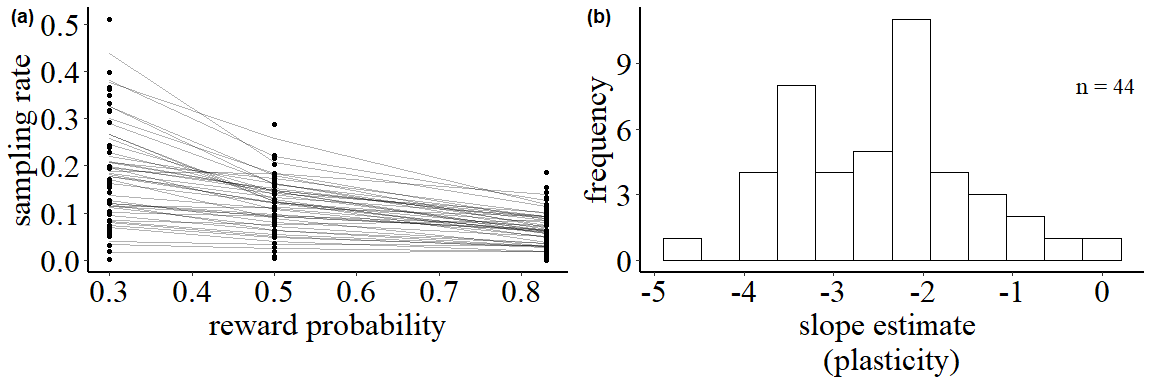 (a)
sampling rate
0.5
0.4
0.3
0.2
0.1
0.0
0.3 0.4 0.5 0.6 0.7 0.8
reward probability
(b)
frequency
9
6
3
0
n = 44
-5 -4 -3 -2 -1 0
slope estimate
(plasticity)